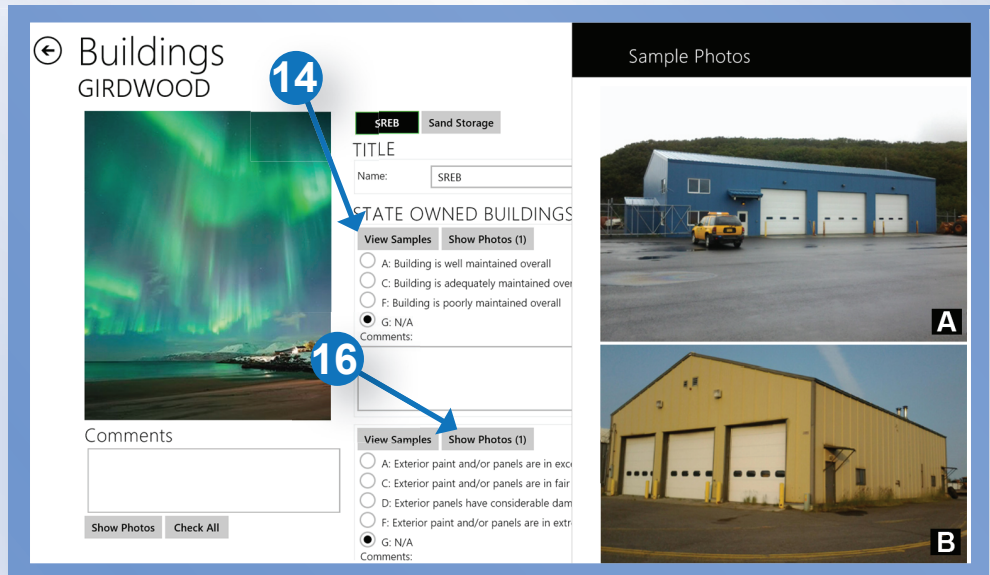 Buildings
GIRDWOOD
14
SREB Sand Storage
TITLE
Name: SREB
STATE OWNED BUILDINGS
View Samples Show Photos (1)
A: Building is well maintained overall
C: Building is adequately maintained over
F: Building is poorly maintained overall
G: N/A
Comments:
16
View Samples Show Photos (1)
A: Exterior paint and/or panels are in exc
C: Exterior paint and/or panels are in fair
D: Exterior panels have considerable dam
F: Exterior paint and/or panels are in extr
G: N/A
Comments:
Comments
Show Photos Check All
Sample Photos
A
B